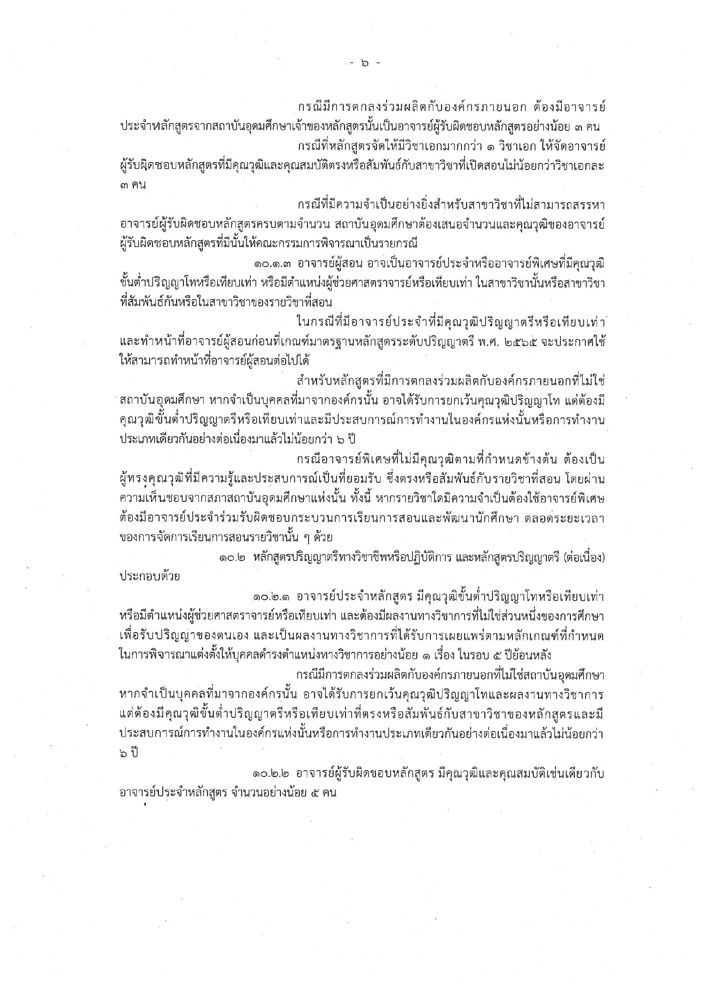 - ๖ -
กรณีมีการตกลงร่วมผลิตกับองค์กรภายนอก ต้องมีอาจารย์
ประจำหลักสูตรจากสถาบันอุดมศึกษาเจ้าของหลักสูตรนั้นเป็นอาจารย์ผู้รับผิดชอบหลักสูตรอย่างน้อย ๓ คน
กรณีที่หลักสูตรจัดให้มีวิชาเอกมากกว่า ๑ วิชาเอก ให้จัดอาจารย์
ผู้รับผิดชอบหลักสูตรที่มีคุณวุฒิและคุณสมบัติตรงหรือสัมพันธ์กับสาขาวิชาที่เปิดสอนไม่น้อยกว่าวิชาเอกละ
๓ คน
กรณีที่มีความจำเป็นอย่างยิ่งสำหรับสาขาวิชาที่ไม่สามารถสรรหา
อาจารย์ผู้รับผิดชอบหลักสูตรครบตามจำนวน สถาบันอุดมศึกษาต้องเสนอจำนวนและคุณวุฒิของอาจารย์
ผู้รับผิดชอบหลักสูตรที่มีนั้นให้คณะกรรมการพิจารณาเป็นรายกรณี
๑๐.๑.๓ อาจารย์ผู้สอน อาจเป็นอาจารย์ประจำหรืออาจารย์พิเศษที่มีคุณวุฒิ
ขั้นต่ำปริญญาโทหรือเทียบเท่า หรือมีตำแหน่งผู้ช่วยศาสตราจารย์หรือเทียบเท่า ในสาขาวิชานั้นหรือสาขาวิชา
ที่สัมพันธ์กันหรือในสาขาวิชาของรายวิชาที่สอน
ในกรณีที่มีอาจารย์ประจำที่มีคุณวุฒิปริญญาตรีหรือเทียบเท่า
และทำหน้าที่อาจารย์ผู้สอนก่อนที่เกณฑ์มาตรฐานหลักสูตรระดับปริญญาตรี พ.ศ. ๒๕๖๕ จะประกาศใช้
ให้สามารถทำหน้าที่อาจารย์ผู้สอนต่อไปได้
สำหรับหลักสูตรที่มีการตกลงร่วมผลิตกับองค์กรภายนอกที่ไม่ใช่
สถาบันอุดมศึกษา หากจำเป็นบุคคลที่มาจากองค์กรนั้น อาจได้รับการยกเว้นคุณวุฒิปริญญาโท แต่ต้องมี
คุณวุฒิขั้นต่ำปริญญาตรีหรือเทียบเท่าและมีประสบการณ์การทำงานในองค์กรแห่งนั้นหรือการทำงาน
ประเภทเดียวกันอย่างต่อเนื่องมาแล้วไม่น้อยกว่า ๖ ปี
กรณีอาจารย์พิเศษที่ไม่มีคุณวุฒิตามที่กำหนดข้างต้น ต้องเป็น
ผู้ทรงคุณวุฒิที่มีความรู้และประสบการณ์เป็นที่ยอมรับ ซึ่งตรงหรือสัมพันธ์กับรายวิชาที่สอน โดยผ่าน
ความเห็นชอบจากสภาสถาบันอุดมศึกษาแห่งนั้น ทั้งนี้ หากรายวิชาใดมีความจำเป็นต้องใช้อาจารย์พิเศษ
ต้องมีอาจารย์ประจำร่วมรับผิดชอบกระบวนการเรียนการสอนและพัฒนานักศึกษา ตลอดระยะเวลา
ของการจัดการเรียนการสอนรายวิชานั้น ๆ ด้วย
๑๐.๒ หลักสูตรปริญญาตรีทางวิชาชีพหรือปฏิบัติการ และหลักสูตรปริญญาตรี (ต่อเนื่อง)
ประกอบด้วย
๑๐.๒.๑ อาจารย์ประจำหลักสูตร มีคุณวุฒิขั้นต่ำปริญญาโทหรือเทียบเท่า
หรือมีตำแหน่งผู้ช่วยศาสตราจารย์หรือเทียบเท่า และต้องมีผลงานทางวิชาการที่ไม่ใช่ส่วนหนึ่งของการศึกษา
เพื่อรับปริญญาของตนเอง และเป็นผลงานทางวิชาการที่ได้รับการเผยแพร่ตามหลักเกณฑ์ที่กำหนด
ในการพิจารณาแต่งตั้งให้บุคคลดำรงตำแหน่งทางวิชาการอย่างน้อย ๑ เรื่อง ในรอบ ๕ ปีย้อนหลัง
กรณีมีการตกลงร่วมผลิตกับองค์กรภายนอกที่ไม่ใช่สถาบันอุดมศึกษา
หากจำเป็นบุคคลที่มาจากองค์กรนั้น อาจได้รับการยกเว้นคุณวุฒิปริญญาโทและผลงานทางวิชาการ
แต่ต้องมีคุณวุฒิขั้นต่ำปริญญาตรีหรือเทียบเท่าที่ตรงหรือสัมพันธ์กับสาขาวิชาของหลักสูตรและมี
ประสบการณ์การทำงานในองค์กรแห่งนั้นหรือการทำงานประเภทเดียวกันอย่างต่อเนื่องมาแล้วไม่น้อยกว่า
๖ ปี
๑๐.๒.๒ อาจารย์ผู้รับผิดชอบหลักสูตร มีคุณวุฒิและคุณสมบัติเช่นเดียวกับ
อาจารย์ประจำหลักสูตร จำนวนอย่างน้อย ๕ คน